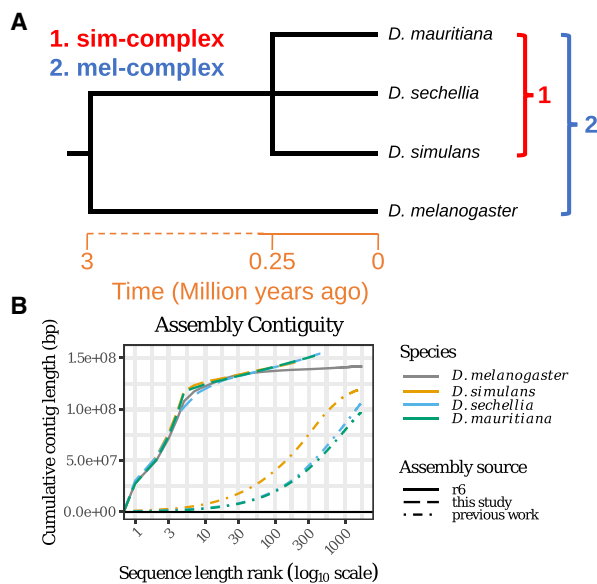 A
1. sim-complex
2. mel-complex
D. mauritiana
D. sechellia
D. simulans
D. melanogaster
1
2
3
0.25
0
Time (Million years ago)
B
Assembly Contiguity
Cumulative contig length (bp)
1.5e+08
1.0e+08
5.0e+07
0.0e+00
1
3
10
30
100
300
1000
Sequence length rank (log10 scale)
Species
D. melanogaster
D. simulans
D. sechellia
D. mauritiana
Assembly source
r6
this study
previous work